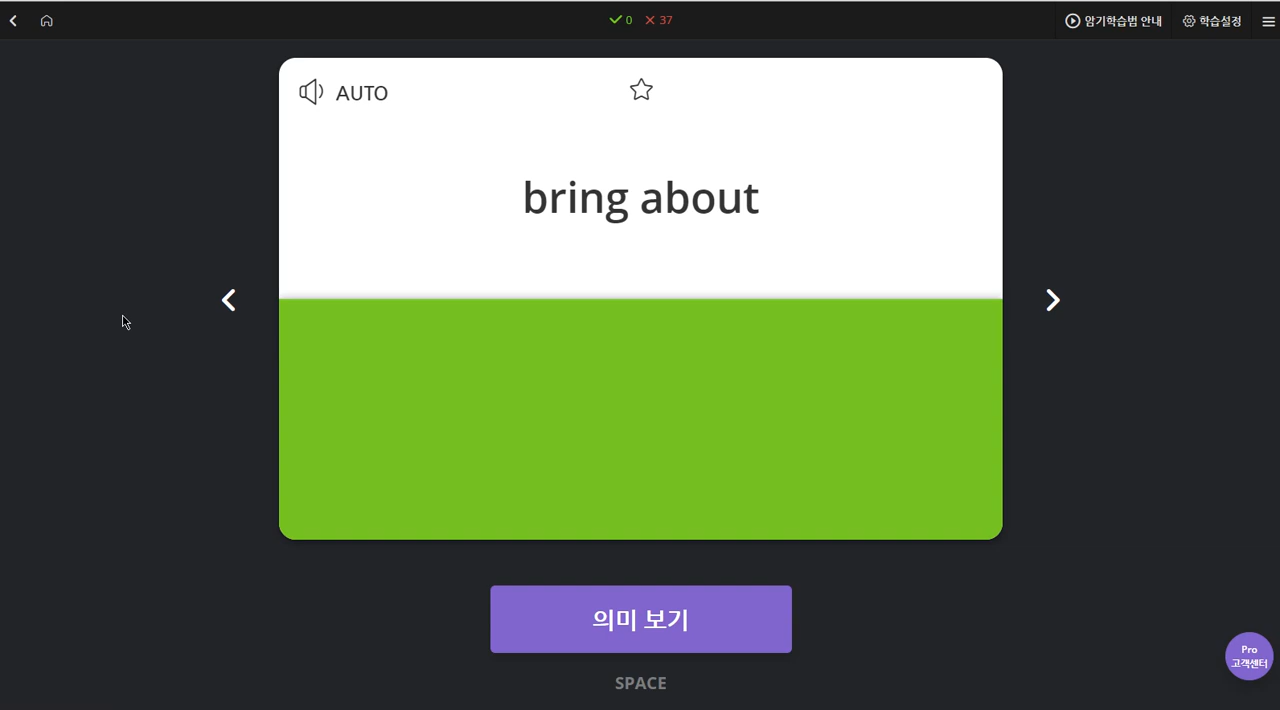 0 37 암기학습법 안내 학습설정
AUTO
bring about
의미 보기
SPACE
Pro
고객센터